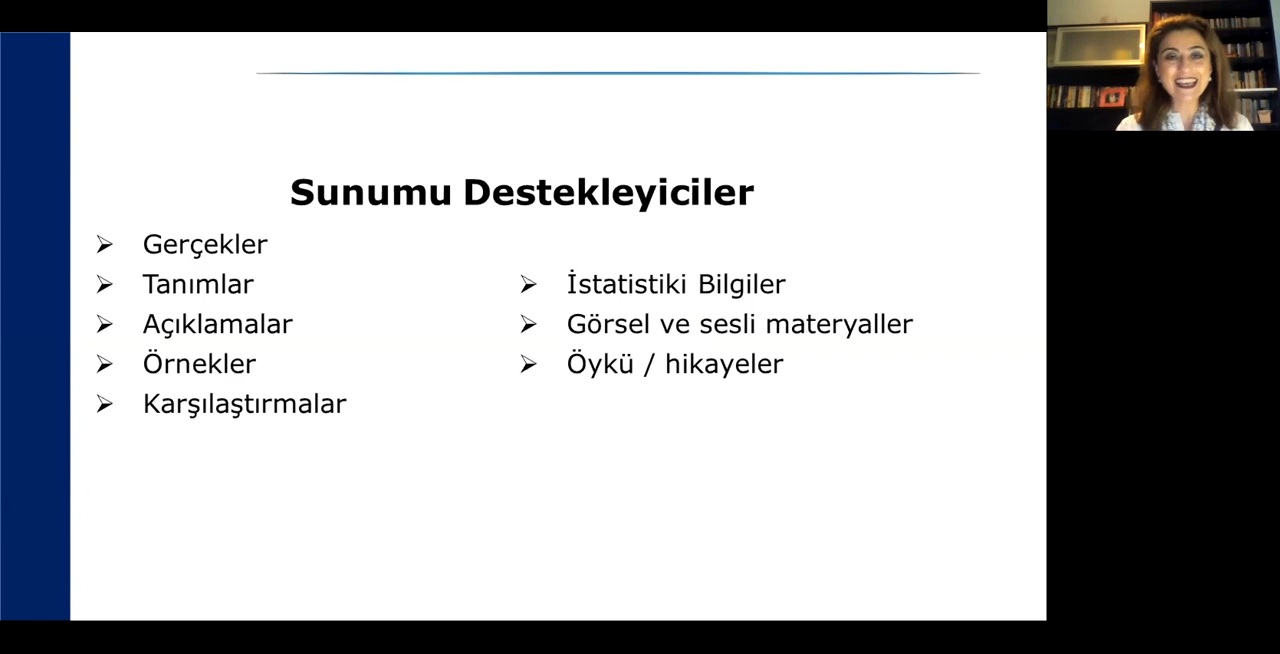 Sunumu Destekleyiciler
Gerçekler
Tanımlar
Açıklamalar
Örnekler
Karşılaştırmalar
İstatistiki Bilgiler
Görsel ve sesli materyaller
Öykü / hikayeler